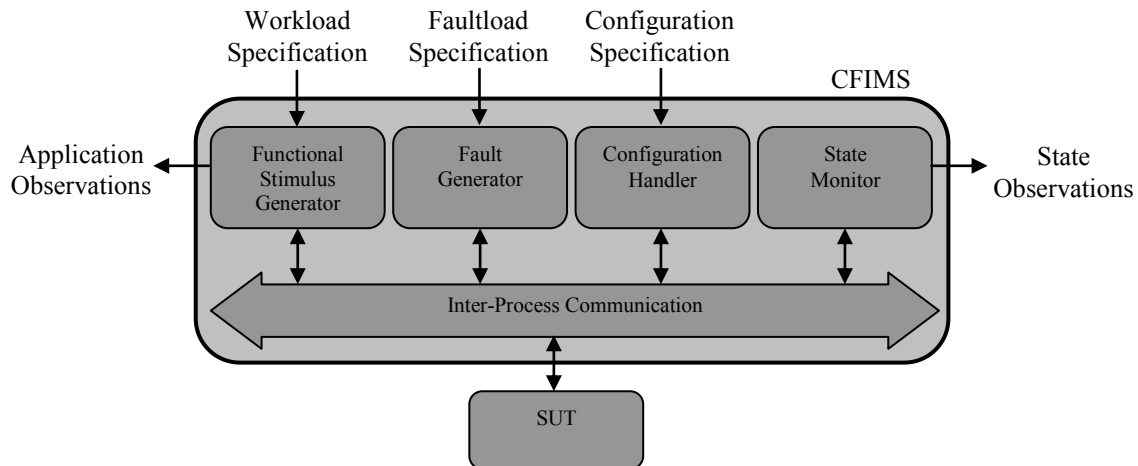 Workload
Specification
Faultload
Specification
Configuration
Specification
CFIMS
Application
Observations
Functional
Stimulus
Generator
Fault
Generator
Configuration
Handler
State
Monitor
State
Observations
Inter-Process Communication
SUT